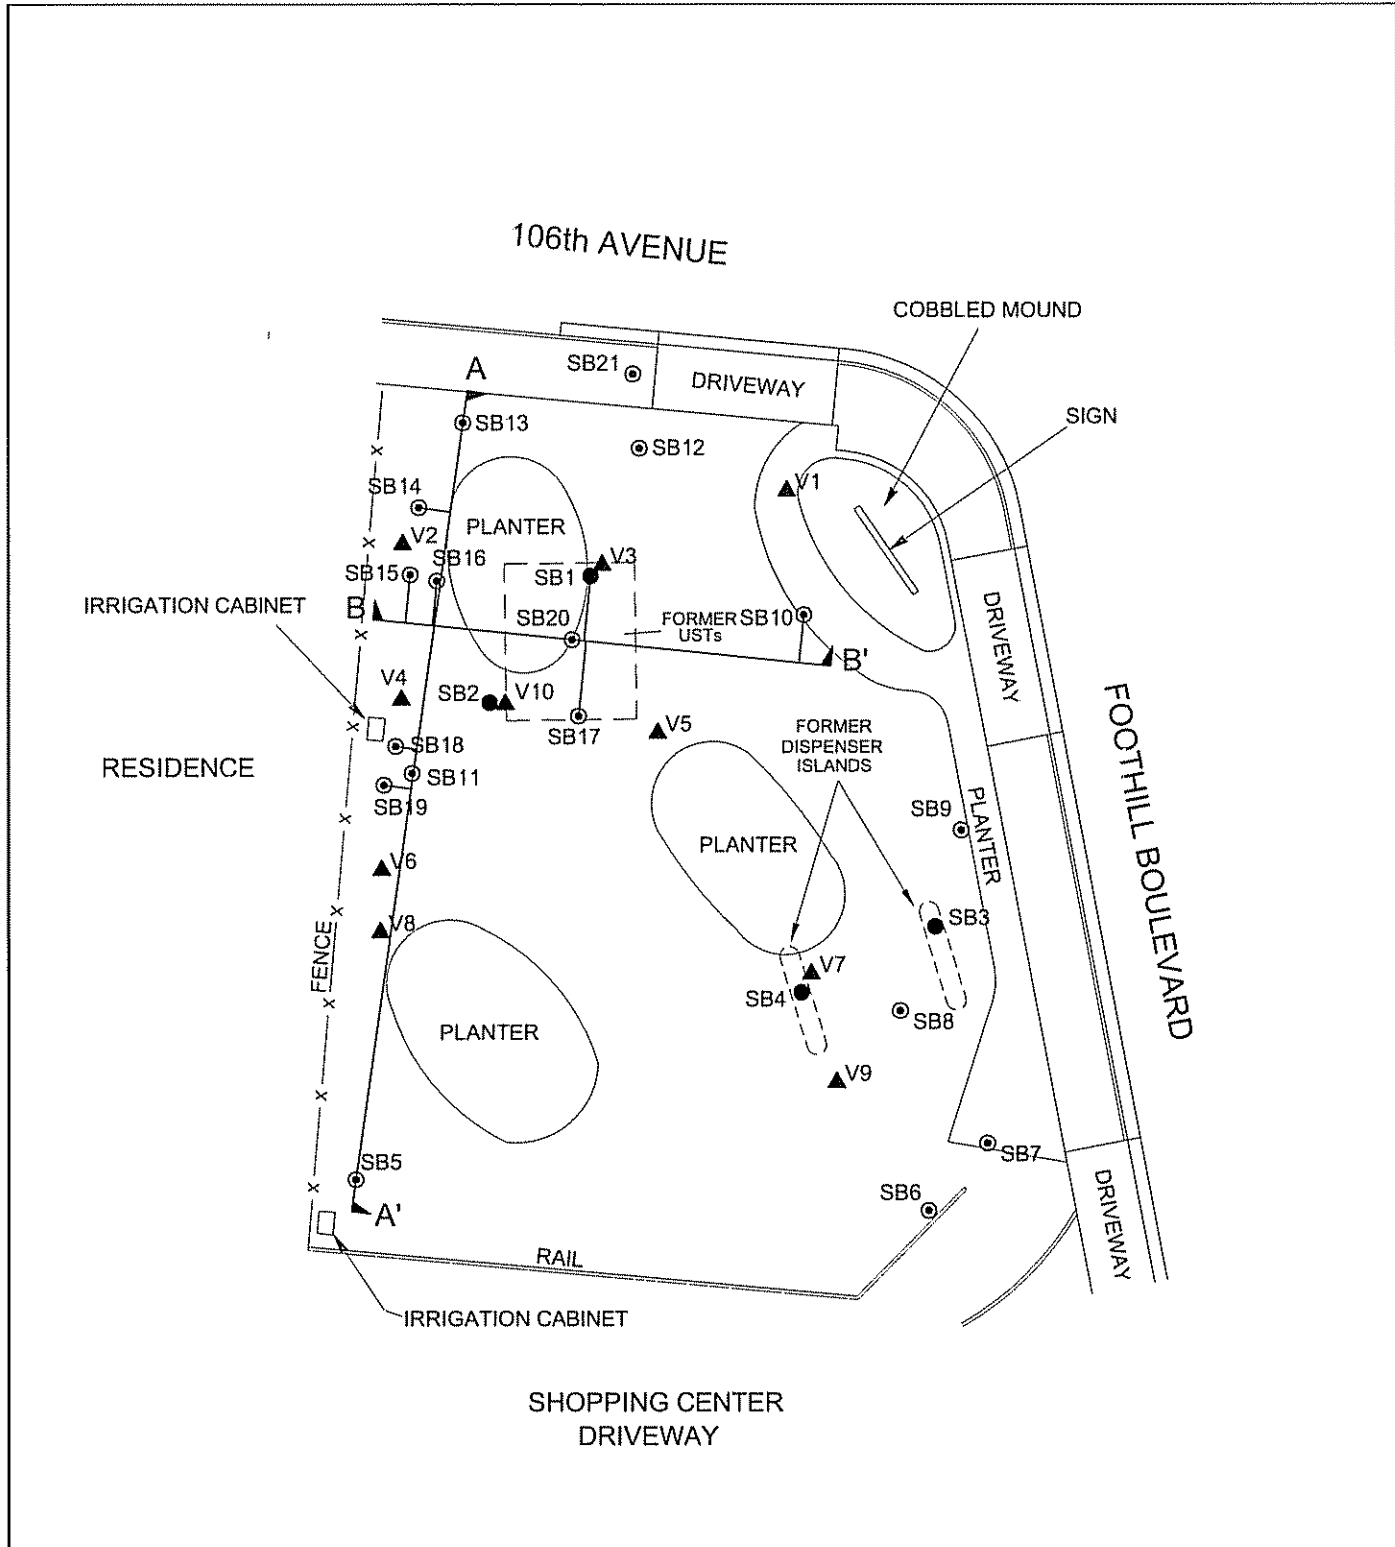 106th AVENUE
COBBLED MOUND
SB21
A
DRIVEWAY
SIGN
SB13
SB12
SB14
V1
PLANTER
V2
SB16
V3
SB15
SB1
IRRIGATION CABINET
B
SB20
FORMER
USTs
SB10
DRIVEWAY
B'
V4
SB2
V10
SB17
V5
FORMER
DISPENSER
ISLANDS
FOOTHILL BOULEVARD
SB18
RESIDENCE
SB11
SB19
SB9
PLANTER
PLANTER
V6
V8
SB3
FENCE
V7
SB4
SB8
PLANTER
V9
SB7
SB5
SB6
A'
DRIVEWAY
RAIL
IRRIGATION CABINET
SHOPPING CENTER
DRIVEWAY
x
x
x
x
x
x
x
x
x